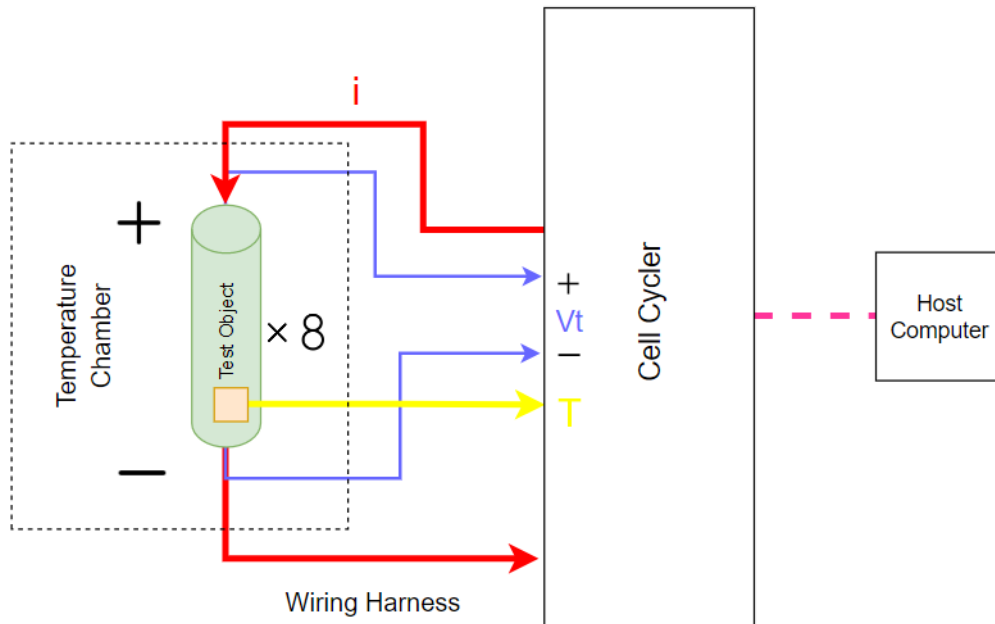 i
+
Temperature
Chamber
Test Object
× 8
−
+
Vt
−
T
Cell Cycler
Host
Computer
Wiring Harness